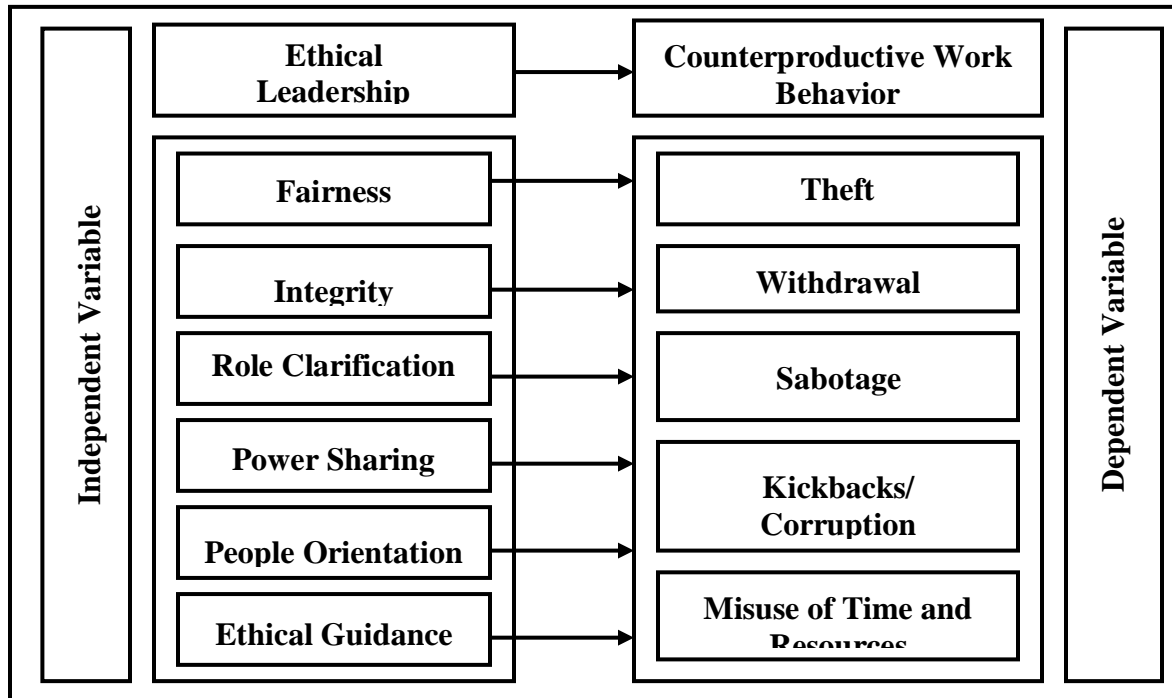 Independent Variable
Ethical
Leadership
Counterproductive Work
Behavior
Fairness
Theft
Integrity
Withdrawal
Role Clarification
Sabotage
Power Sharing
Kickbacks/
Corruption
People Orientation
Ethical Guidance
Misuse of Time and
Resources
Dependent Variable